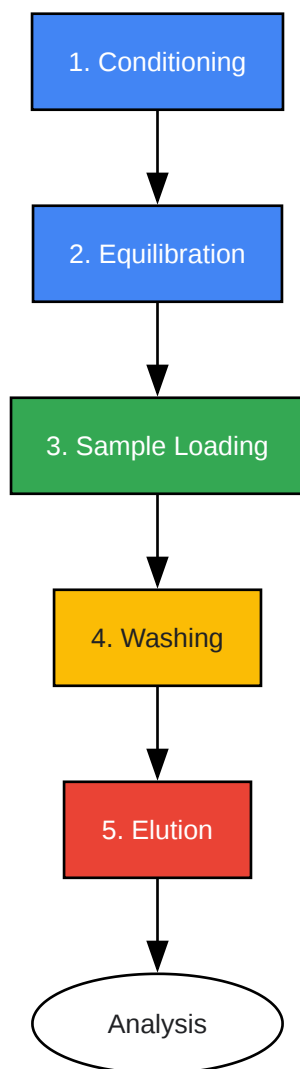 1. Conditioning
2. Equilibration
3. Sample Loading
4. Washing
5. Elution
Analysis